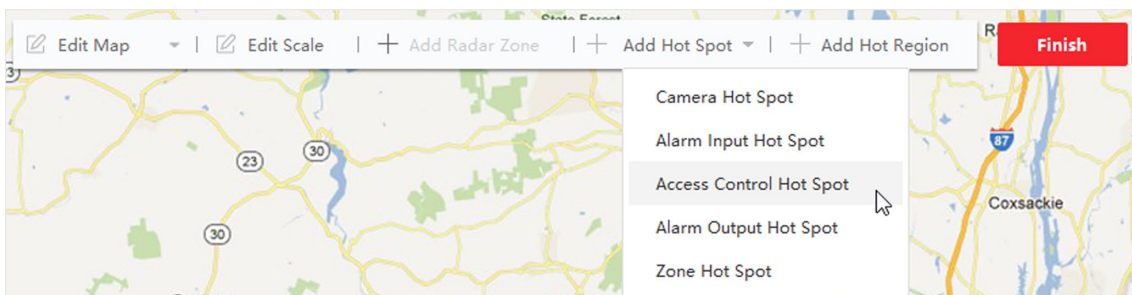 State Forest
Edit Map
Edit Scale
Add Radar Zone
Add Hot Spot
Add Hot Region
Finish
Camera Hot Spot
Alarm Input Hot Spot
Access Control Hot Spot
Alarm Output Hot Spot
Zone Hot Spot
30
23
30
87
Coxsackie